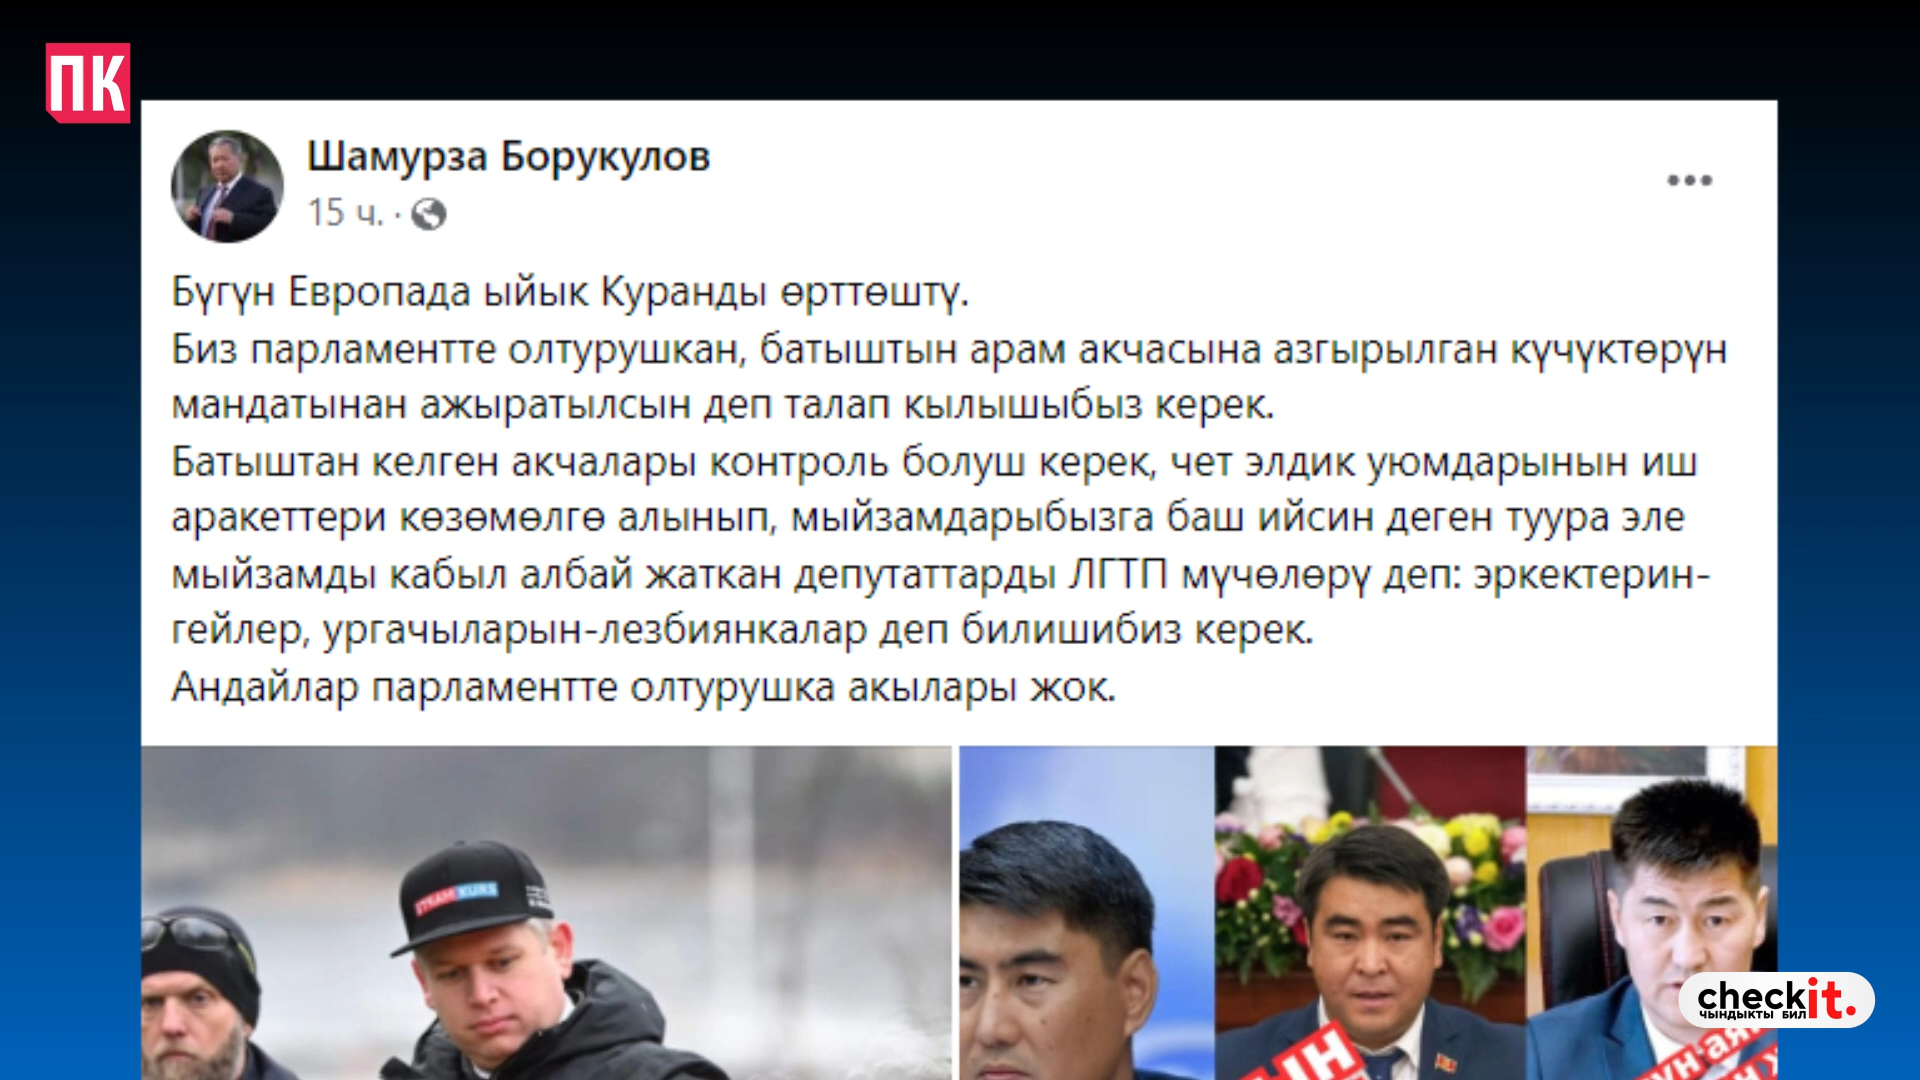 ПК
Шамурза Борукулов
15 ч. ·
Бүгүн Европада ыйык Куранды өрттөштү.
Биз парламентте олтурушкан, батыштын арам акчасына азгырылган күчүктөрүн
мандатынан ажыратылсын деп талап кылышыбыз керек.
Батыштан келген акчалары контроль болуш керек, чет элдик уюмдарынын иш
аракеттери көзөмөлгө алынып, мыйзамдарыбызга баш ийсин деген туура эле
мыйзамды кабыл албай жаткан депутаттарды ЛГТП мүчөлөрү деп: эркектерин-
гейлер, ургачыларын-лезбиянкалар деп билишибиз керек.
Андайлар парламентте олтурушка акылары жок.
STRAM KURS
checkit.
ЧЫНДЫКТЫ БИЛ